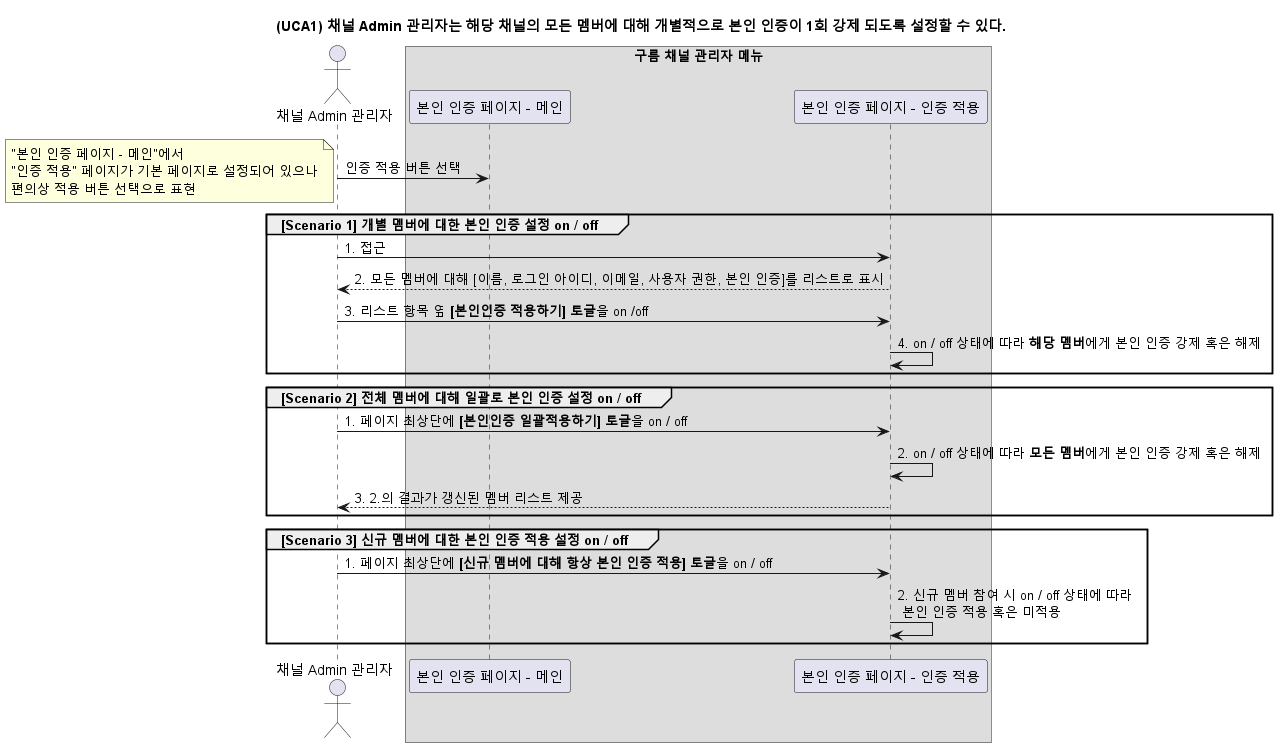 (UCA1) 채널 Admin 관리자는 해당 채널의 모든 멤버에 대해 개별적으로 본인 인증이 1회 강제 되도록 설정할 수 있다.
구름 채널 관리자 메뉴
채널 Admin 관리자
본인 인증 페이지 - 메인
본인 인증 페이지 - 인증 적용
"본인 인증 페이지 - 메인"에서
"인증 적용" 페이지가 기본 페이지로 설정되어 있으나
편의상 적용 버튼 선택으로 표현
인증 적용 버튼 선택
[Scenario 1] 개별 멤버에 대한 본인 인증 설정 on / off
1. 접근
2. 모든 멤버에 대해 [이름, 로그인 아이디, 이메일, 사용자 권한, 본인 인증]를 리스트로 표시
3. 리스트 항목 옆 [본인인증 적용하기] 토글을 on /off
4. on / off 상태에 따라 해당 멤버에게 본인 인증 강제 혹은 해제
[Scenario 2] 전체 멤버에 대해 일괄로 본인 인증 설정 on / off
1. 페이지 최상단에 [본인인증 일괄적용하기] 토글을 on / off
2. on / off 상태에 따라 모든 멤버에게 본인 인증 강제 혹은 해제
3. 2.의 결과가 갱신된 멤버 리스트 제공
[Scenario 3] 신규 멤버에 대한 본인 인증 적용 설정 on / off
1. 페이지 최상단에 [신규 멤버에 대해 항상 본인 인증 적용] 토글을 on / off
2. 신규 멤버 참여 시 on / off 상태에 따라
본인 인증 적용 혹은 미적용
채널 Admin 관리자
본인 인증 페이지 - 메인
본인 인증 페이지 - 인증 적용